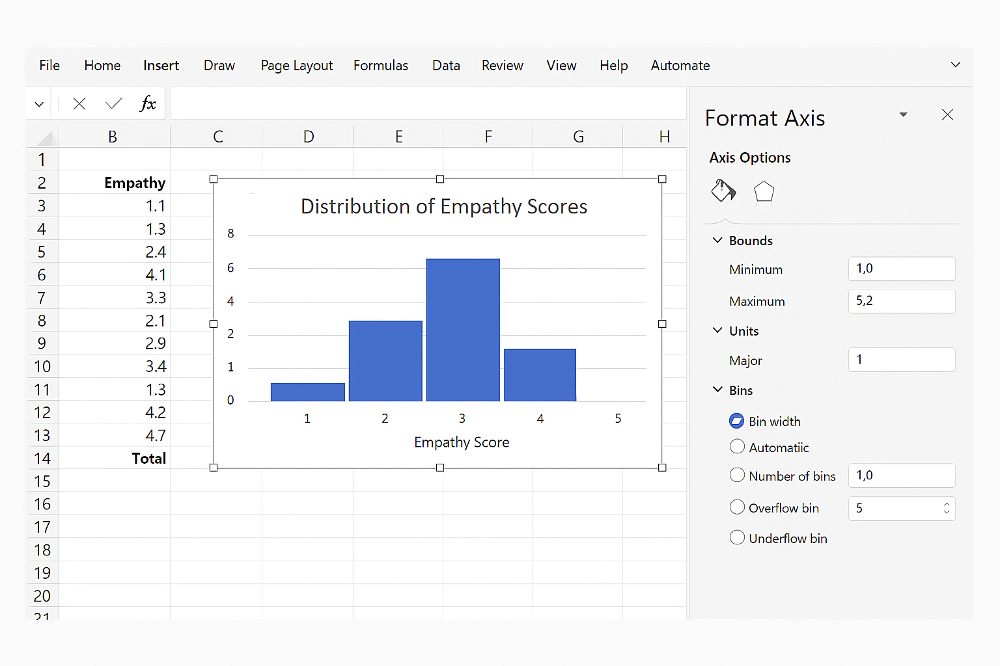 File Home Insert Draw Page Layout Formulas Data Review View Help Automate
fx
B C D E F G H
1
2 Empathy
3 1.1
4 1.3
5 2.4
6 4.1
7 3.3
8 2.1
9 2.9
10 3.4
11 1.3
12 4.2
13 4.7
14 Total
15
16
17
18
19
20
21
Distribution of Empathy Scores
8
6
4
2
1
0
1 2 3 4 5
Empathy Score
Format Axis
Axis Options
Bounds
Minimum 1,0
Maximum 5,2
Units
Major 1
Bins
Bin width
Automatiic
Number of bins 1,0
Overflow bin 5
Underflow bin